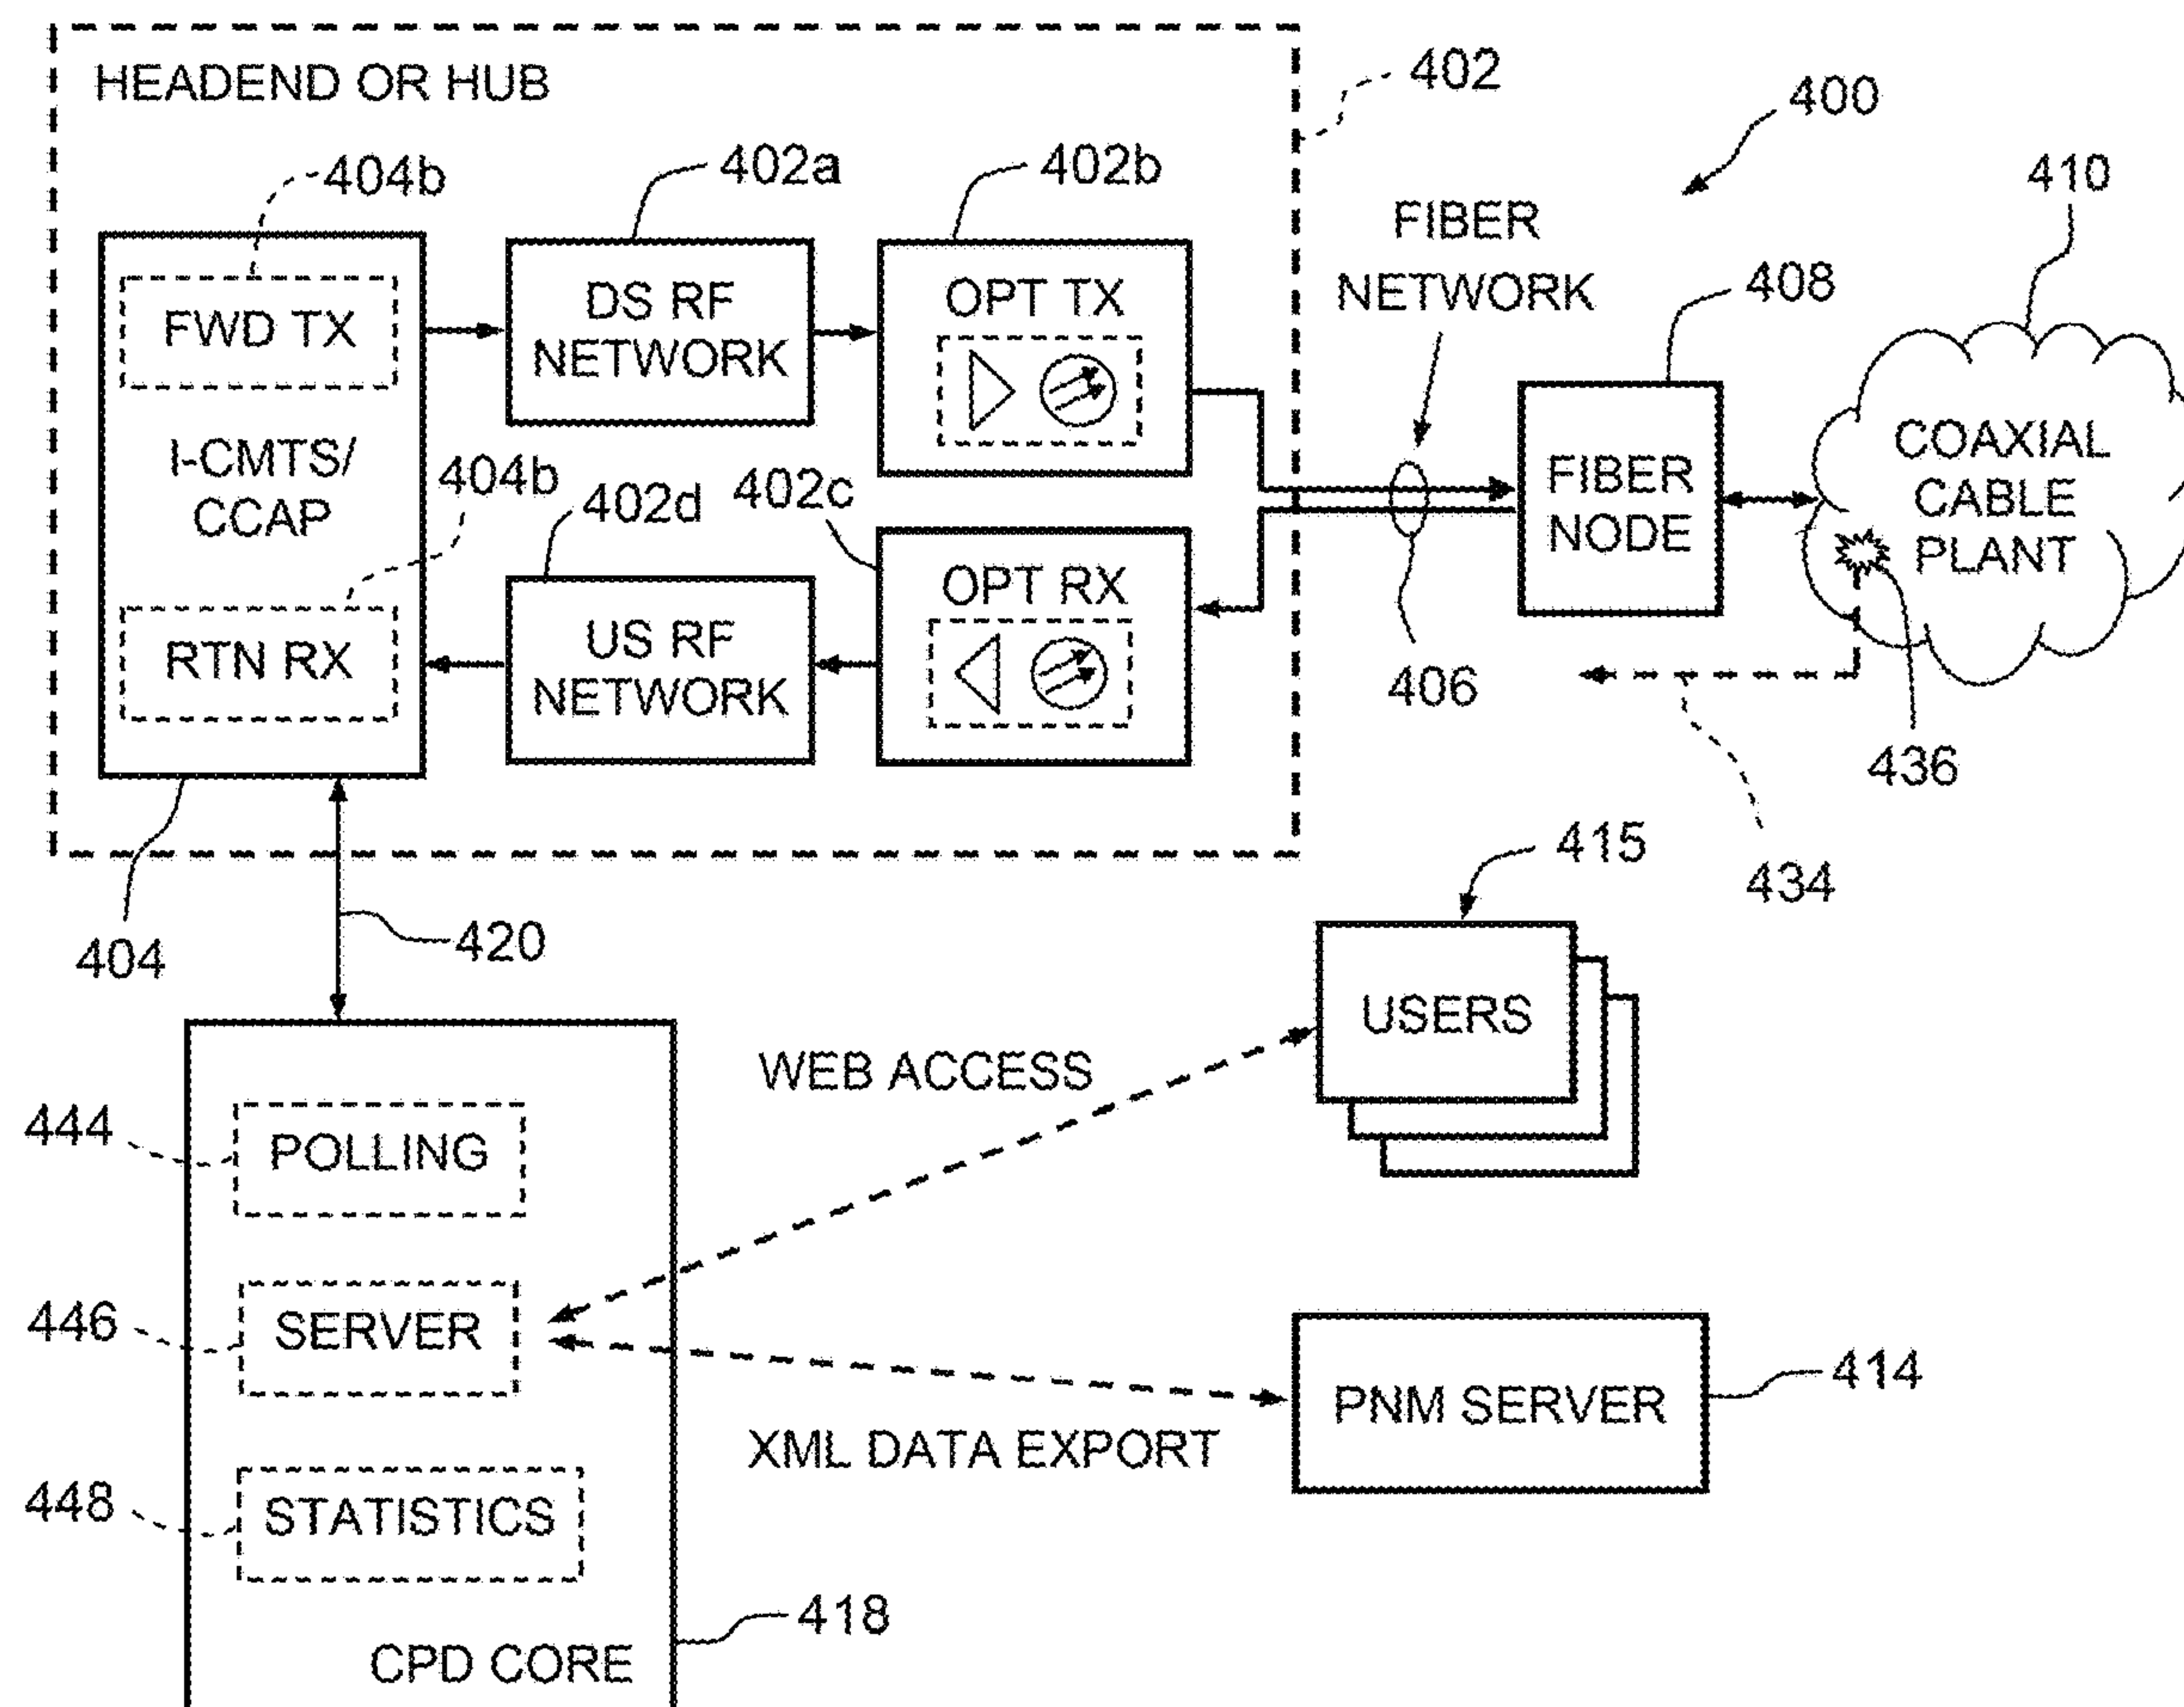 HEADEND OR HUB
402
400
404b
402a
402b
410
FIBER
NETWORK
408
FWD TX
DS RF
NETWORK
OPT TX
I-CMTS/
CCAP
404b
402d
402c
FIBER
NODE
COAXIAL
CABLE
PLANT
RTN RX
US RF
NETWORK
OPT RX
406
436
434
404
420
415
USERS
WEB ACCESS
444
POLLING
446
SERVER
PNM SERVER
414
XML DATA EXPORT
448
STATISTICS
418
CPD CORE